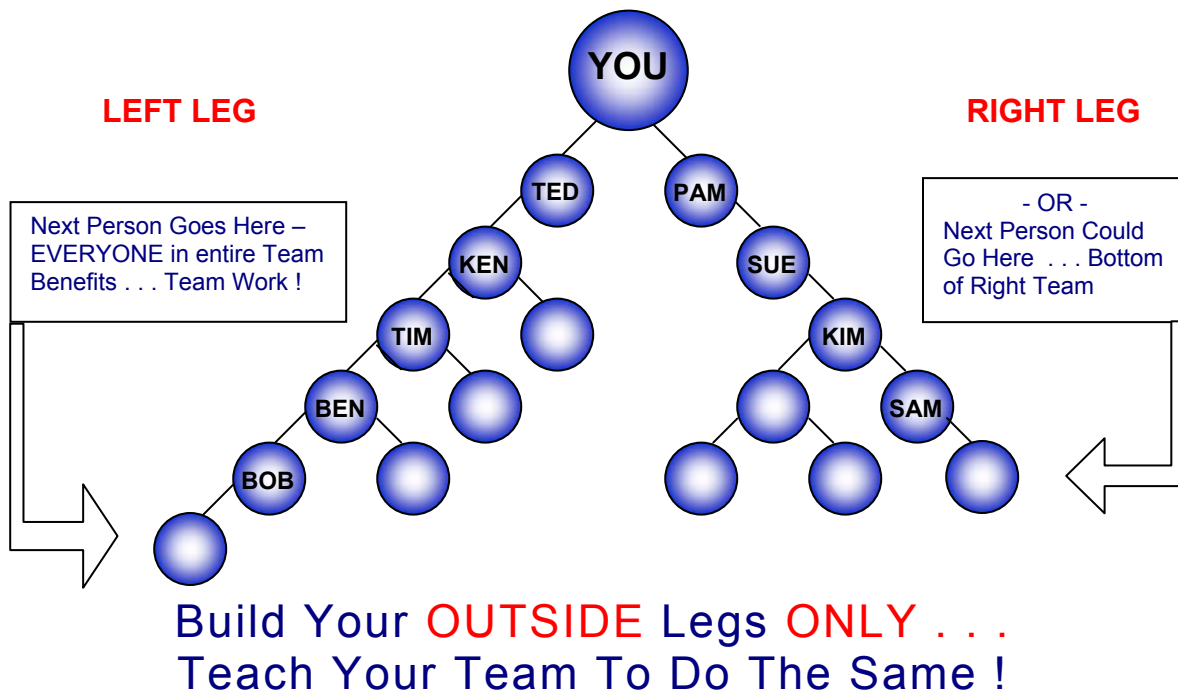 YOU
LEFT LEG
RIGHT LEG
TED
PAM
Next Person Goes Here –
EVERYONE in entire Team
Benefits . . . Team Work !
- OR -
Next Person Could
Go Here . . . Bottom
of Right Team
KEN
SUE
TIM
KIM
BEN
SAM
BOB
Build Your OUTSIDE Legs ONLY . . .
Teach Your Team To Do The Same !